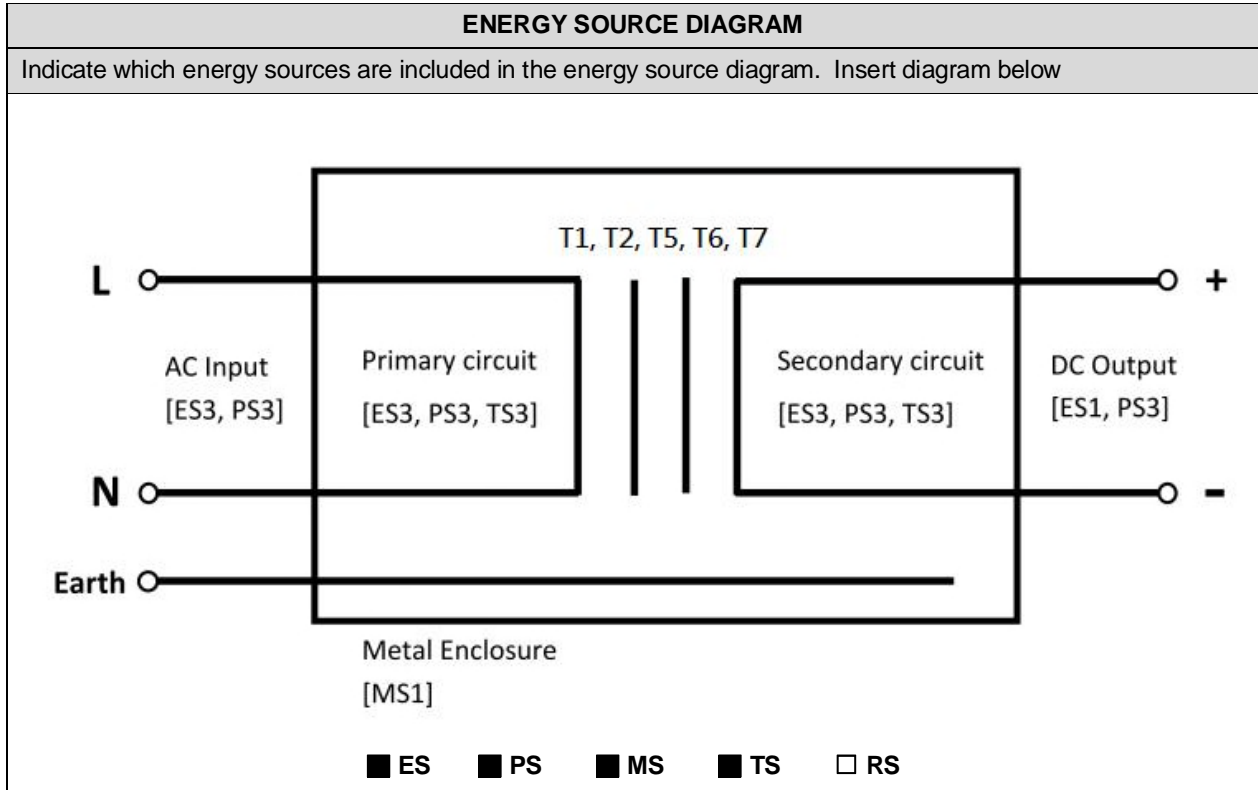 ENERGY SOURCE DIAGRAM
Indicate which energy sources are included in the energy source diagram. Insert diagram below
T1, T2, T5, T6, T7
L
+
AC Input
[ES3, PS3]
Primary circuit
[ES3, PS3, TS3]
Secondary circuit
[ES3, PS3, TS3]
DC Output
[ES1, PS3]
N
-
Earth
Metal Enclosure
[MS1]
■ ES ■ PS ■ MS ■ TS □ RS